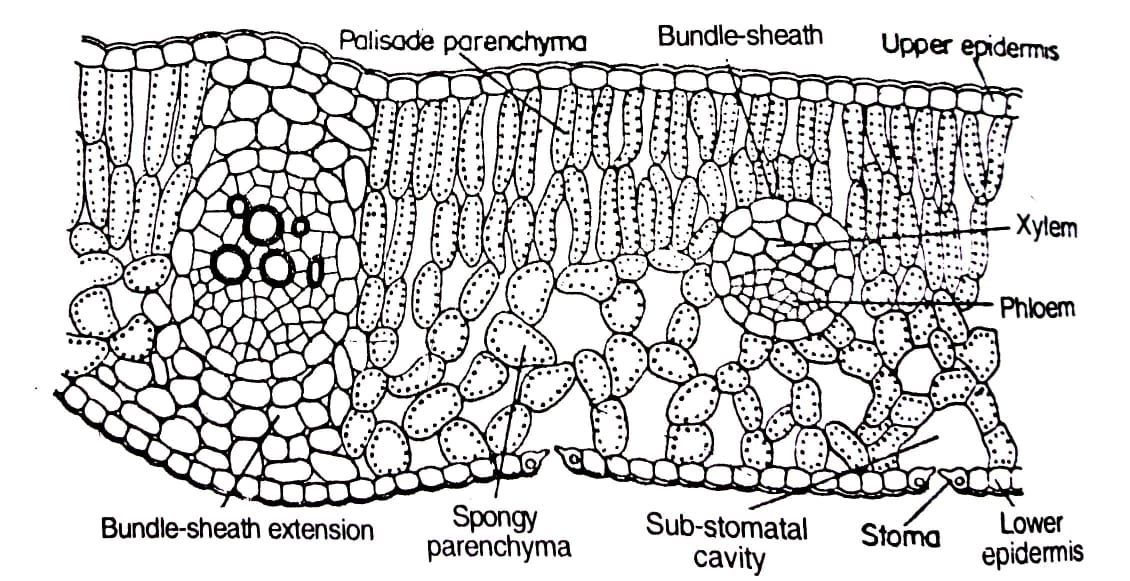 Palisade parenchyma
Bundle-sheath
Upper epidermis
Xylem
Phloem
Bundle-sheath extension
Spongy
parenchyma
Sub-stomatal
cavity
Stoma
Lower
epidermis